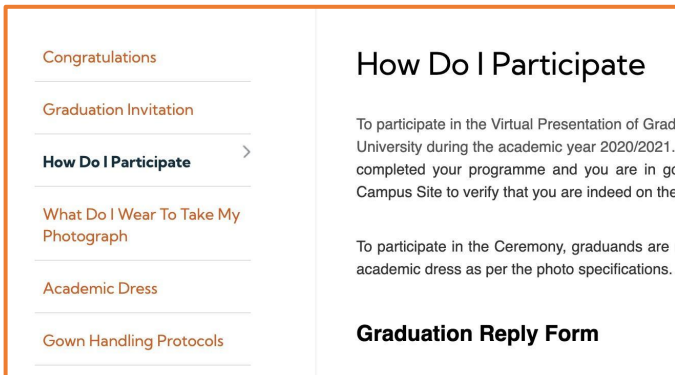 Congratulations
Graduation Invitation
How Do I Participate
What Do I Wear To Take My
Photograph
Academic Dress
Gown Handling Protocols
How Do I Participate
To participate in the Virtual Presentation of Grad
University during the academic year 2020/2021.
completed your programme and you are in go
Campus Site to verify that you are indeed on the
To participate in the Ceremony, graduands are
academic dress as per the photo specifications.
Graduation Reply Form